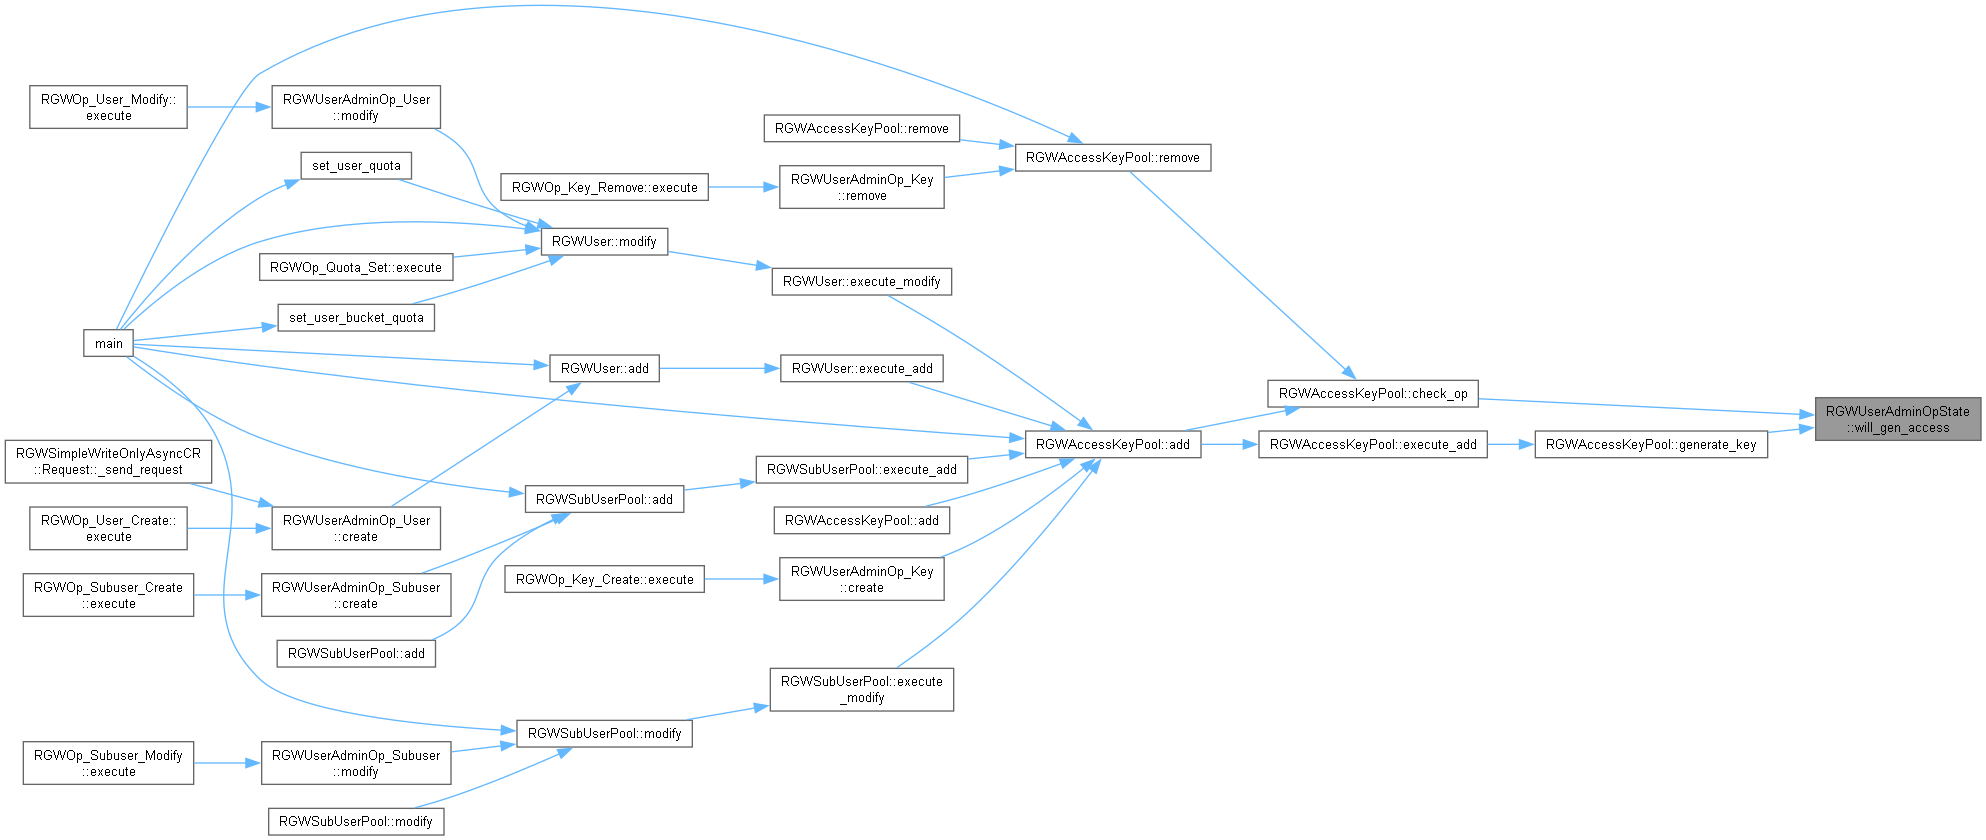 RGWOp_User_Modify::
execute
RGWUserAdminOp_User
::modify
set_user_quota
RGWOp_Key_Remove::execute
RGWAccessKeyPool::remove
RGWUserAdminOp_Key
::remove
RGWAccessKeyPool::remove
RGWUser::modify
RGWOp_Quota_Set::execute
RGWUser::execute_modify
set_user_bucket_quota
main
RGWUser::add
RGWUser::execute_add
RGWAccessKeyPool::check_op
RGWUserAdminOpState
::will_gen_access
RGWAccessKeyPool::add
RGWAccessKeyPool::execute_add
RGWAccessKeyPool::generate_key
RGWSimpleWriteOnlyAsyncCR
::Request::_send_request
RGWSubUserPool::execute_add
RGWSubUserPool::add
RGWOp_User_Create::
execute
RGWUserAdminOp_User
::create
RGWAccessKeyPool::add
RGWOp_Subuser_Create
::execute
RGWUserAdminOp_Subuser
::create
RGWOp_Key_Create::execute
RGWUserAdminOp_Key
::create
RGWSubUserPool::add
RGWSubUserPool::execute
_modify
RGWSubUserPool::modify
RGWOp_Subuser_Modify
::execute
RGWUserAdminOp_Subuser
::modify
RGWSubUserPool::modify